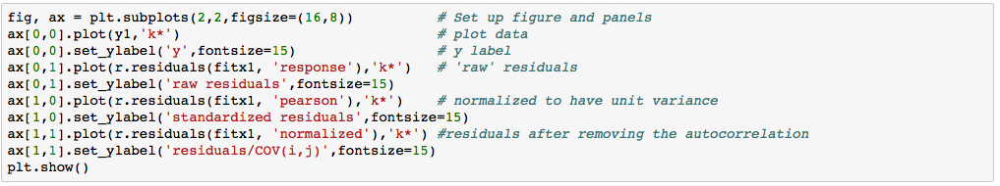 fig, ax = plt.subplots(2,2,figsize=(16,8))           # Set up figure and panels
ax[0,0].plot(y1,'k*')                                # plot data
ax[0,0].set_ylabel('y',fontsize=15)                  # y label
ax[0,1].plot(r.residuals(fitx1, 'response'),'k*')    # 'raw' residuals
ax[0,1].set_ylabel('raw residuals',fontsize=15)
ax[1,0].plot(r.residuals(fitx1, 'pearson'),'k*')     # normalized to have unit variance
ax[1,0].set_ylabel('standardized residuals',fontsize=15)
ax[1,1].plot(r.residuals(fitx1, 'normalized'),'k*') #residuals after removing the autocorrelation
ax[1,1].set_ylabel('residuals/COV(i,j)',fontsize=15)
plt.show()